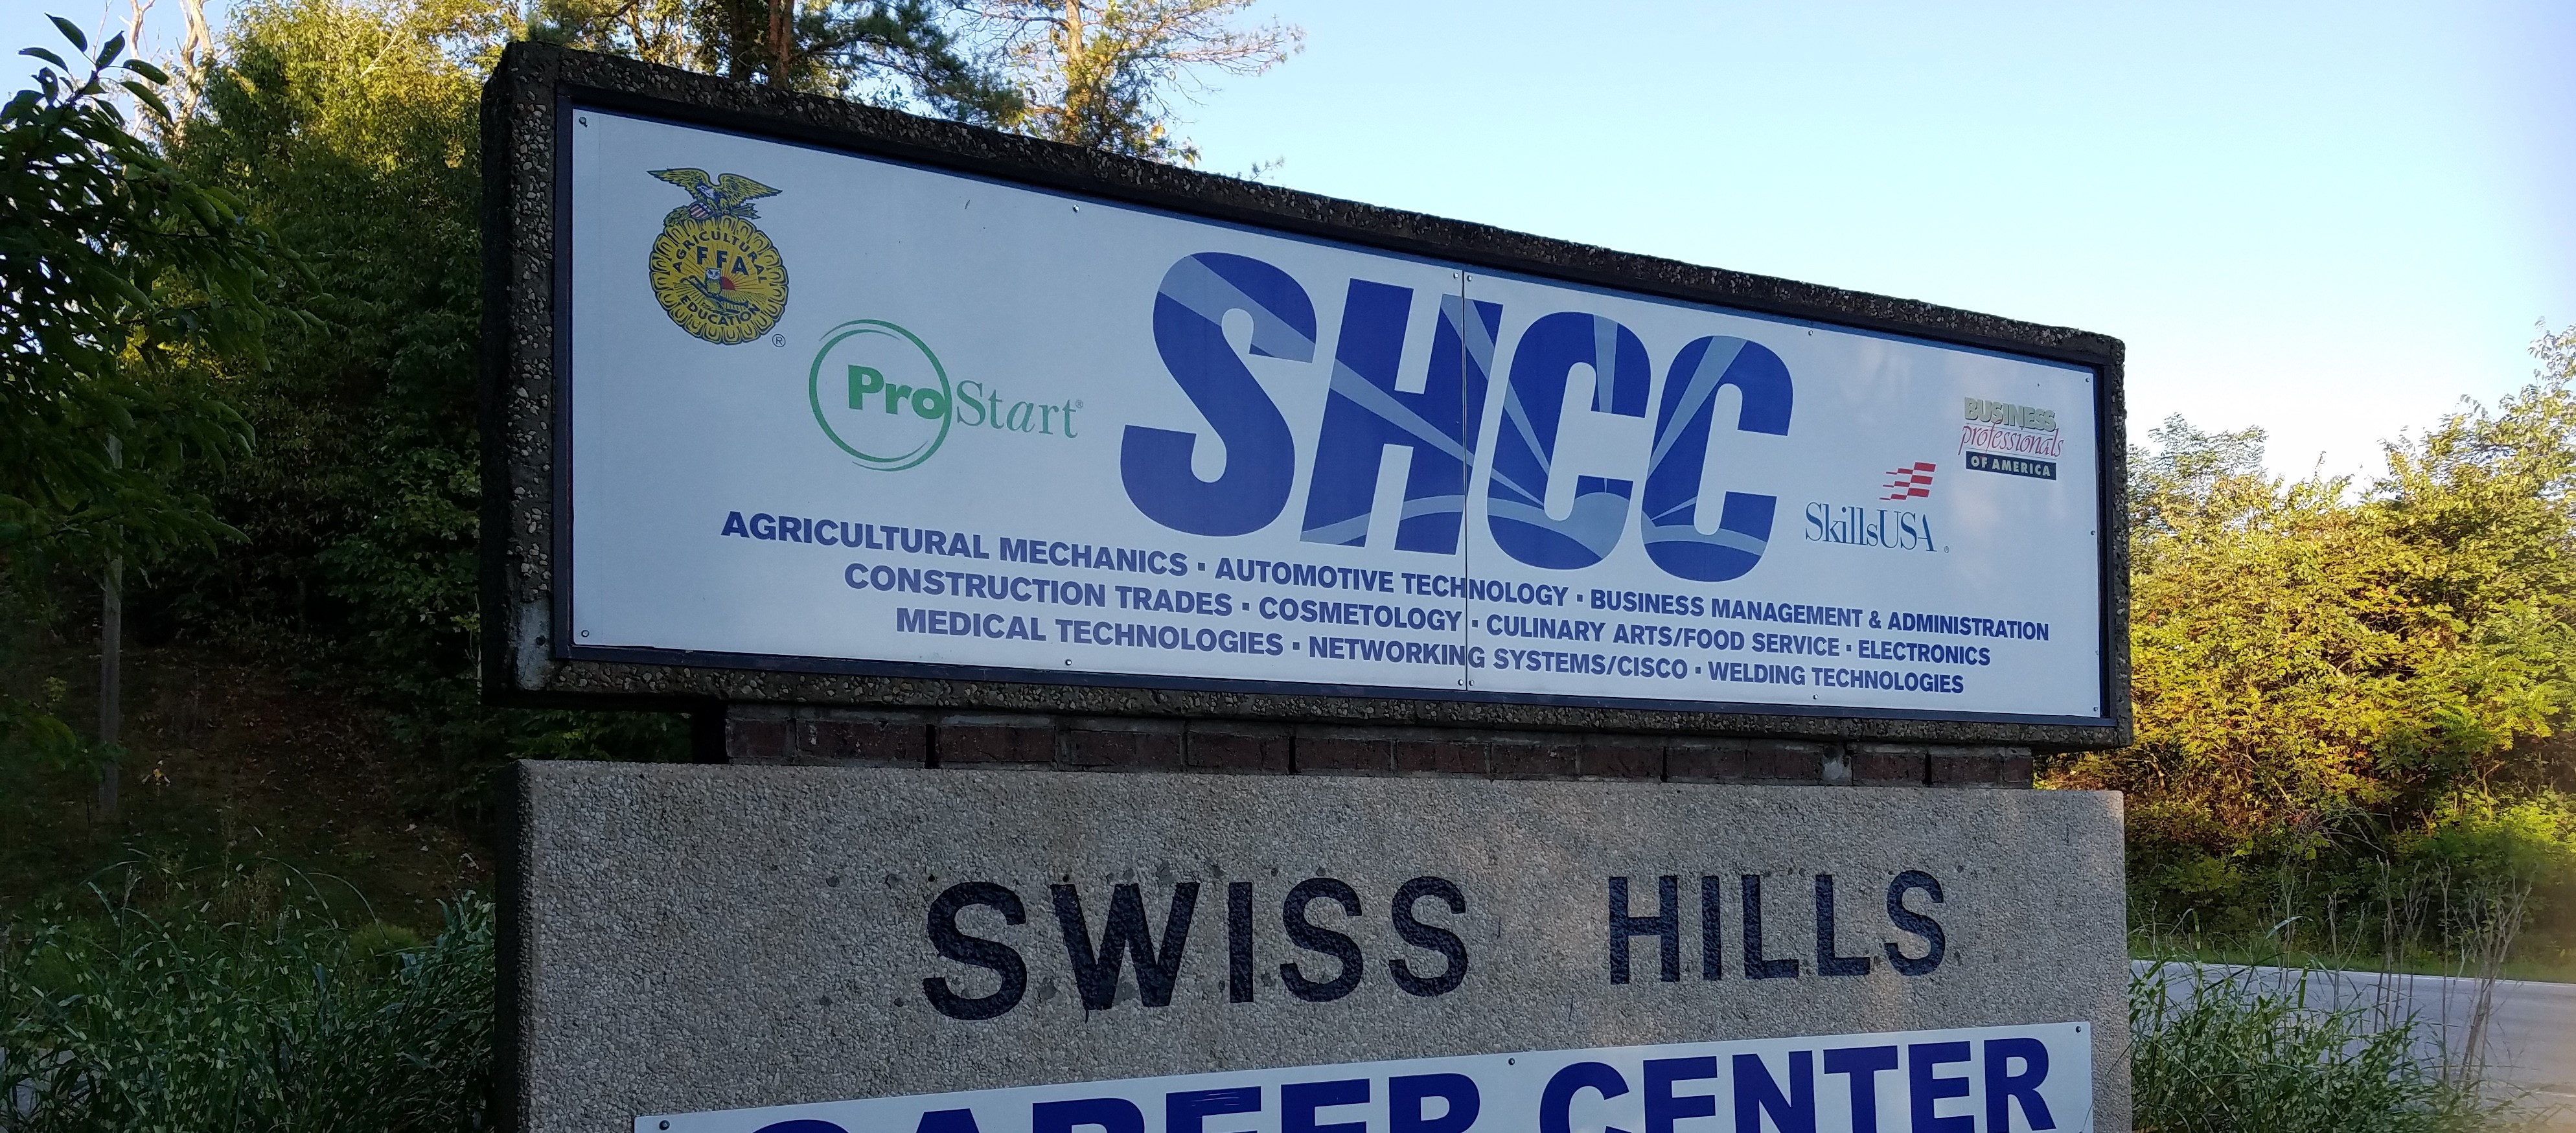 AGRICULTURAL
FFA
EDUCATION
®
ProStart®
SHCC
BUSINESS
professionals
OF AMERICA
SkillsUSA®
AGRICULTURAL MECHANICS ▪ AUTOMOTIVE TECHNOLOGY ▪ BUSINESS MANAGEMENT & ADMINISTRATION
CONSTRUCTION TRADES ▪ COSMETOLOGY ▪ CULINARY ARTS/FOOD SERVICE ▪ ELECTRONICS
MEDICAL TECHNOLOGIES ▪ NETWORKING SYSTEMS/CISCO ▪ WELDING TECHNOLOGIES
SWISS HILLS
CAREER CENTER